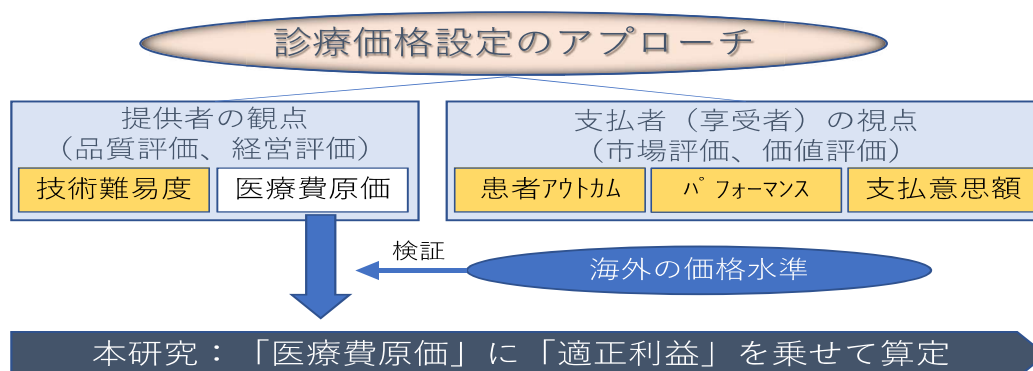 診療価格設定のアプローチ
提供者の観点
（品質評価、経営評価）
技術難易度
医療費原価
支払者（享受者）の視点
（市場評価、価値評価）
患者ｱｳﾄｶﾑ
ﾊﾟﾌｫｰﾏﾝｽ
支払意思額
検証
海外の価格水準
本研究：「医療費原価」に「適正利益」を乗せて算定